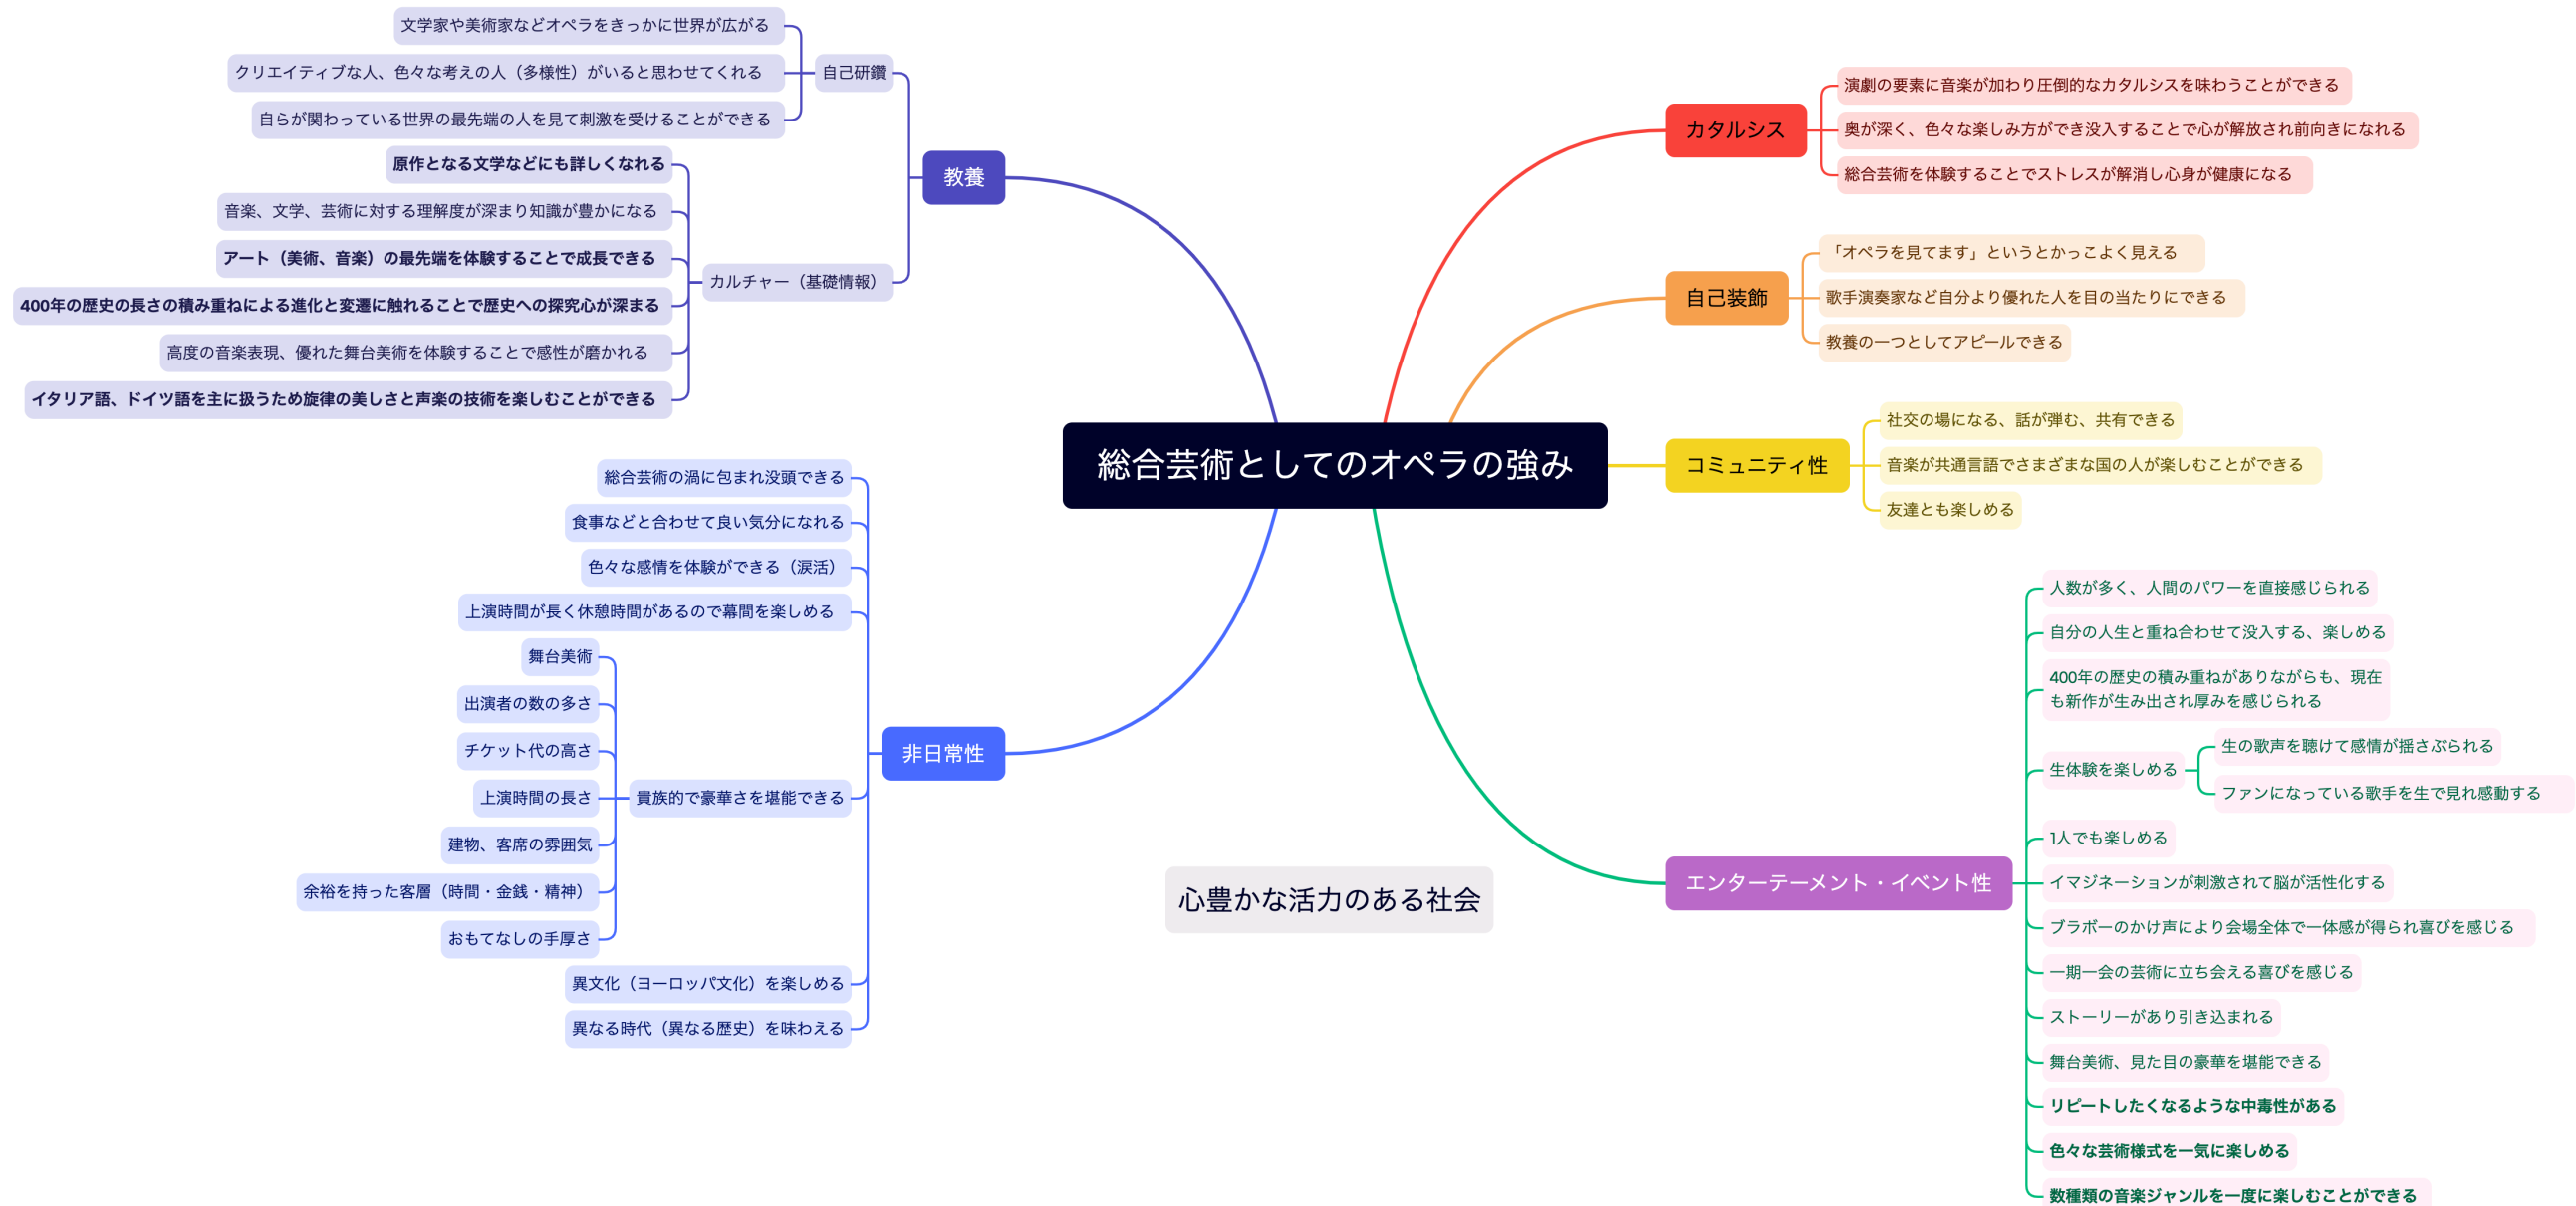 総合芸術としてのオペラの強み
カタルシス
演劇の要素に音楽が加わり圧倒的なカタルシスを味わうことができる
奥が深く、色々な楽しみ方ができ没入することで心が解放され前向きになれる
総合芸術を体験することでストレスが解消し心身が健康になる
自己装飾
「オペラを見てます」というとかっこよく見える
歌手演奏家など自分より優れた人を目の当たりにできる
教養の一つとしてアピールできる
コミュニティ性
社交の場になる、話が弾む、共有できる
音楽が共通言語でさまざまな国の人が楽しむことができる
友達とも楽しめる
エンターテーメント・イベント性
人数が多く、人間のパワーを直接感じられる
自分の人生と重ね合わせて没入する、楽しめる
400年の歴史の積み重ねがありながらも、現在
も新作が生み出され厚みを感じられる
生体験を楽しめる
生の歌声を聴けて感情が揺さぶられる
ファンになっている歌手を生で見れ感動する
1人でも楽しめる
イマジネーションが刺激されて脳が活性化する
ブラボーのかけ声により会場全体で一体感が得られ喜びを感じる
一期一会の芸術に立ち会える喜びを感じる
ストーリーがあり引き込まれる
舞台美術、見た目の豪華を堪能できる
リピートしたくなるような中毒性がある
色々な芸術様式を一気に楽しめる
数種類の音楽ジャンルを一度に楽しむことができる
教養
自己研鑽
文学家や美術家などオペラをきっかに世界が広がる
クリエイティブな人、色々な考えの人（多様性）がいると思わせてくれる
自らが関わっている世界の最先端の人を見て刺激を受けることができる
カルチャー（基礎情報）
原作となる文学などにも詳しくなれる
音楽、文学、芸術に対する理解度が深まり知識が豊かになる
アート（美術、音楽）の最先端を体験することで成長できる
400年の歴史の長さの積み重ねによる進化と変遷に触れることで歴史への探究心が深まる
高度の音楽表現、優れた舞台美術を体験することで感性が磨かれる
イタリア語、ドイツ語を主に扱うため旋律の美しさと声楽の技術を楽しむことができる
非日常性
総合芸術の渦に包まれ没頭できる
食事などと合わせて良い気分になれる
色々な感情を体験ができる（涙活）
上演時間が長く休憩時間があるので幕間を楽しめる
貴族的で豪華さを堪能できる
舞台美術
出演者の数の多さ
チケット代の高さ
上演時間の長さ
建物、客席の雰囲気
余裕を持った客層（時間・金銭・精神）
おもてなしの手厚さ
異文化（ヨーロッパ文化）を楽しめる
異なる時代（異なる歴史）を味わえる
心豊かな活力のある社会